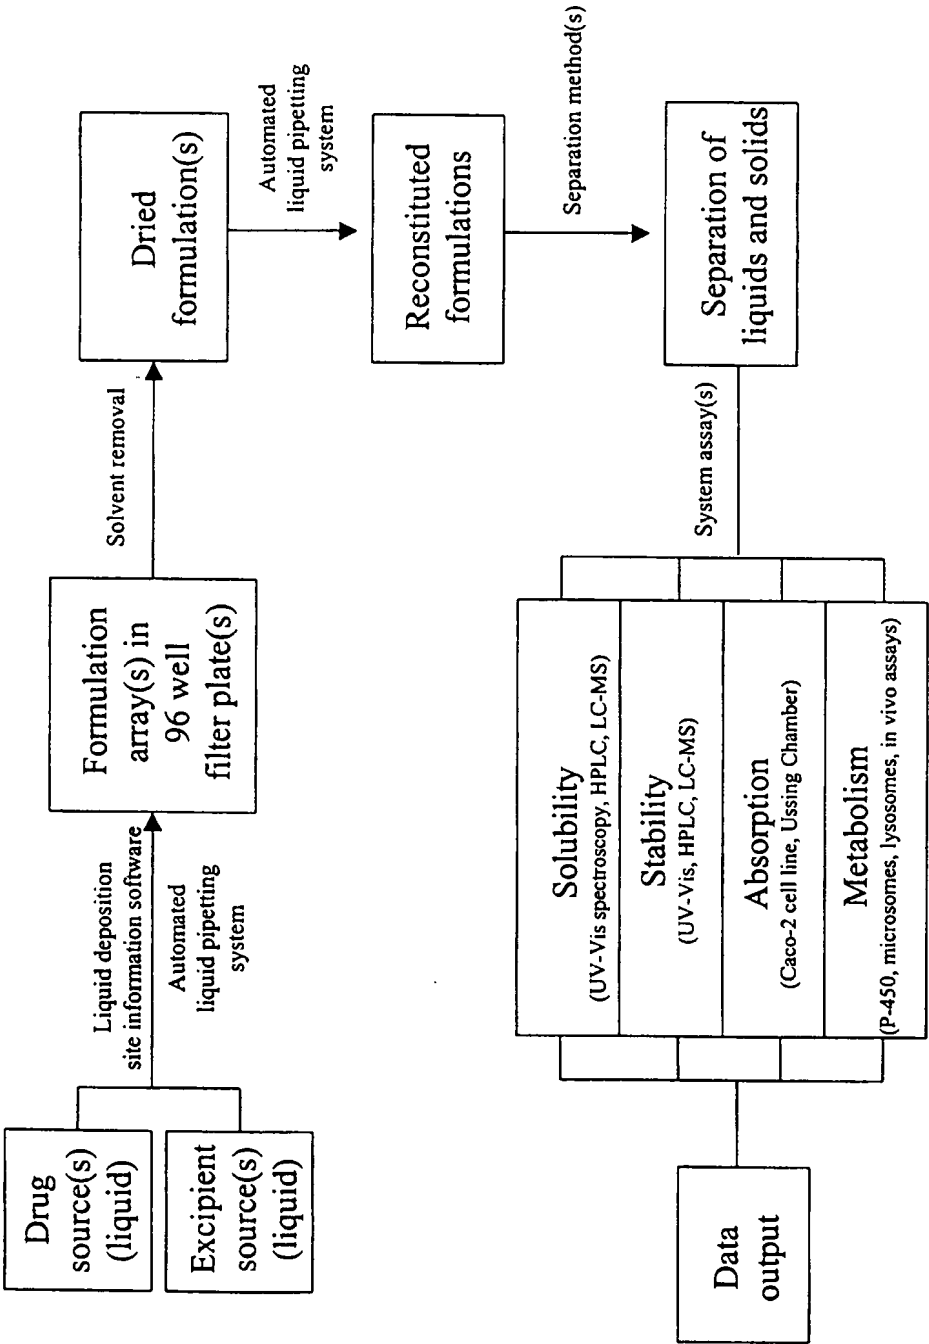 Drug
source(s)
(liquid)
Excipient
source(s)
(liquid)
Liquid deposition
site information software
Automated
liquid pipetting
system
Formulation
array(s) in
96 well
filter plate(s)
Solvent removal
Dried
formulation(s)
Automated
liquid pipetting
system
Reconstituted
formulations
Separation method(s)
Separation of
liquids and solids
System assay(s)
Solubility
(UV-Vis spectroscopy, HPLC, LC-MS)
Stability
(UV-Vis, HPLC, LC-MS)
Absorption
(Caco-2 cell line, Ussing Chamber)
Metabolism
(P-450, microsomes, lysosomes, in vivo assays)
Data
output